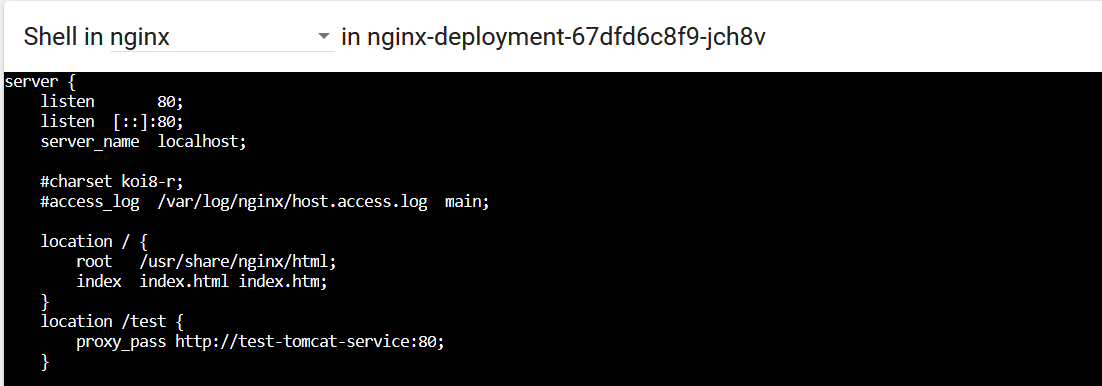 Shell in nginx in nginx-deployment-67dfd6c8f9-jch8v
server {
    listen       80;
    listen  [::]:80;
    server_name  localhost;

    #charset koi8-r;
    #access_log  /var/log/nginx/host.access.log  main;

    location / {
        root   /usr/share/nginx/html;
        index  index.html index.htm;
    }
    location /test {
        proxy_pass http://test-tomcat-service:80;
    }